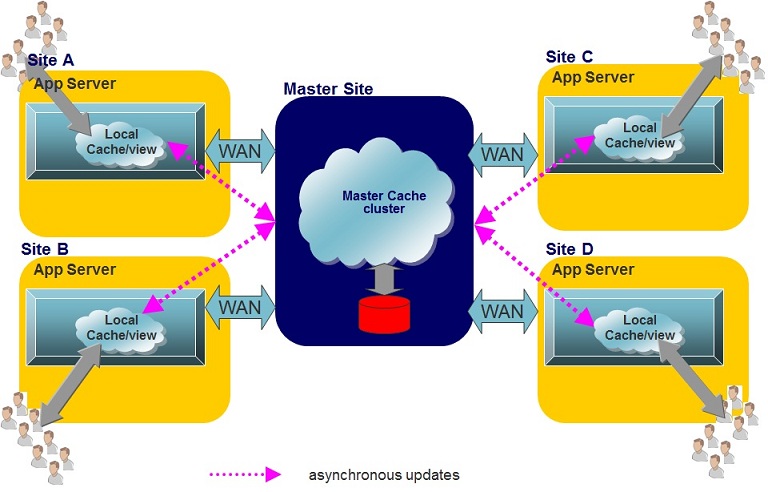 Site A
App Server
Local
Cache/view
WAN
Master Site
Master Cache
cluster
Site C
App Server
Local
Cache/view
WAN
Site B
App Server
Local
Cache/view
WAN
Site D
App Server
Local
Cache/view
WAN
asynchronous updates